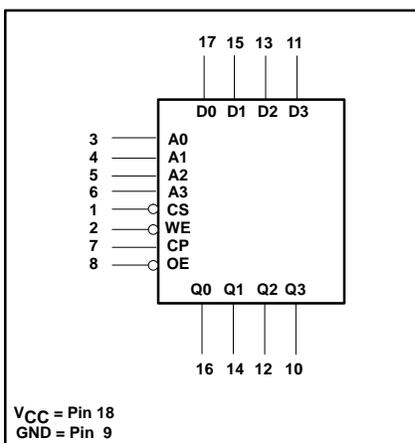 17 15 13 11
D0 D1 D2 D3
3 A0
4 A1
5 A2
6 A3
1 CS
2 WE
7 CP
8 OE
Q0 Q1 Q2 Q3
16 14 12 10
VCC = Pin 18
GND = Pin 9